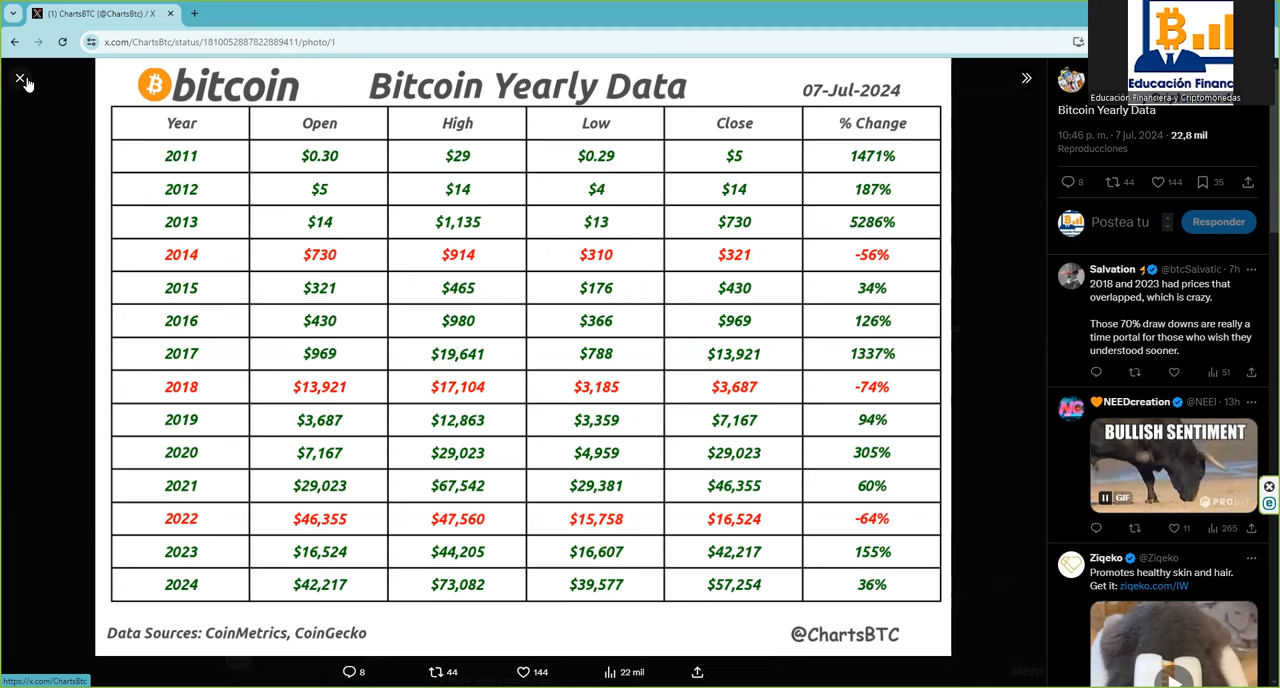 (1) ChartsBTC (@ChartsBtc) / X
x.com/ChartsBtc/status/1810052887822889411/photo/1
bitcoin
Bitcoin Yearly Data
07-Jul-2024
Year Open High Low Close % Change
2011 $0.30 $29 $0.29 $5 1471%
2012 $5 $14 $4 $14 187%
2013 $14 $1,135 $13 $730 5286%
2014 $730 $914 $310 $321 -56%
2015 $321 $465 $176 $430 34%
2016 $430 $980 $366 $969 126%
2017 $969 $19,641 $788 $13,921 1337%
2018 $13,921 $17,104 $3,185 $3,687 -74%
2019 $3,687 $12,863 $3,359 $7,167 94%
2020 $7,167 $29,023 $4,959 $29,023 305%
2021 $29,023 $67,542 $29,381 $46,355 60%
2022 $46,355 $47,560 $15,758 $16,524 -64%
2023 $16,524 $44,205 $16,607 $42,217 155%
2024 $42,217 $73,082 $39,577 $57,254 36%
Data Sources: CoinMetrics, CoinGecko
@ChartsBTC
8 44 144 22 mil
https://x.com/ChartsBtc
Educación Financ
Educación Financiera y Criptomonedas
Bitcoin Yearly Data
10:46 p. m. · 7 jul. 2024 · 22,8 mil
Reproducciones
8 44 144 35
Postea tu
Responder
Salvation @btcSalvatic · 7h
2018 and 2023 had prices that
overlapped, which is crazy.
Those 70% draw downs are really a
time portal for those who wish they
understood sooner.
51
NEEDcreation @NEEI · 13h
BULLISH SENTIMENT
GIF
PROBIT
11 265
Ziqeko @Ziqeko
Promotes healthy skin and hair.
Get it: ziqeko.com/IW